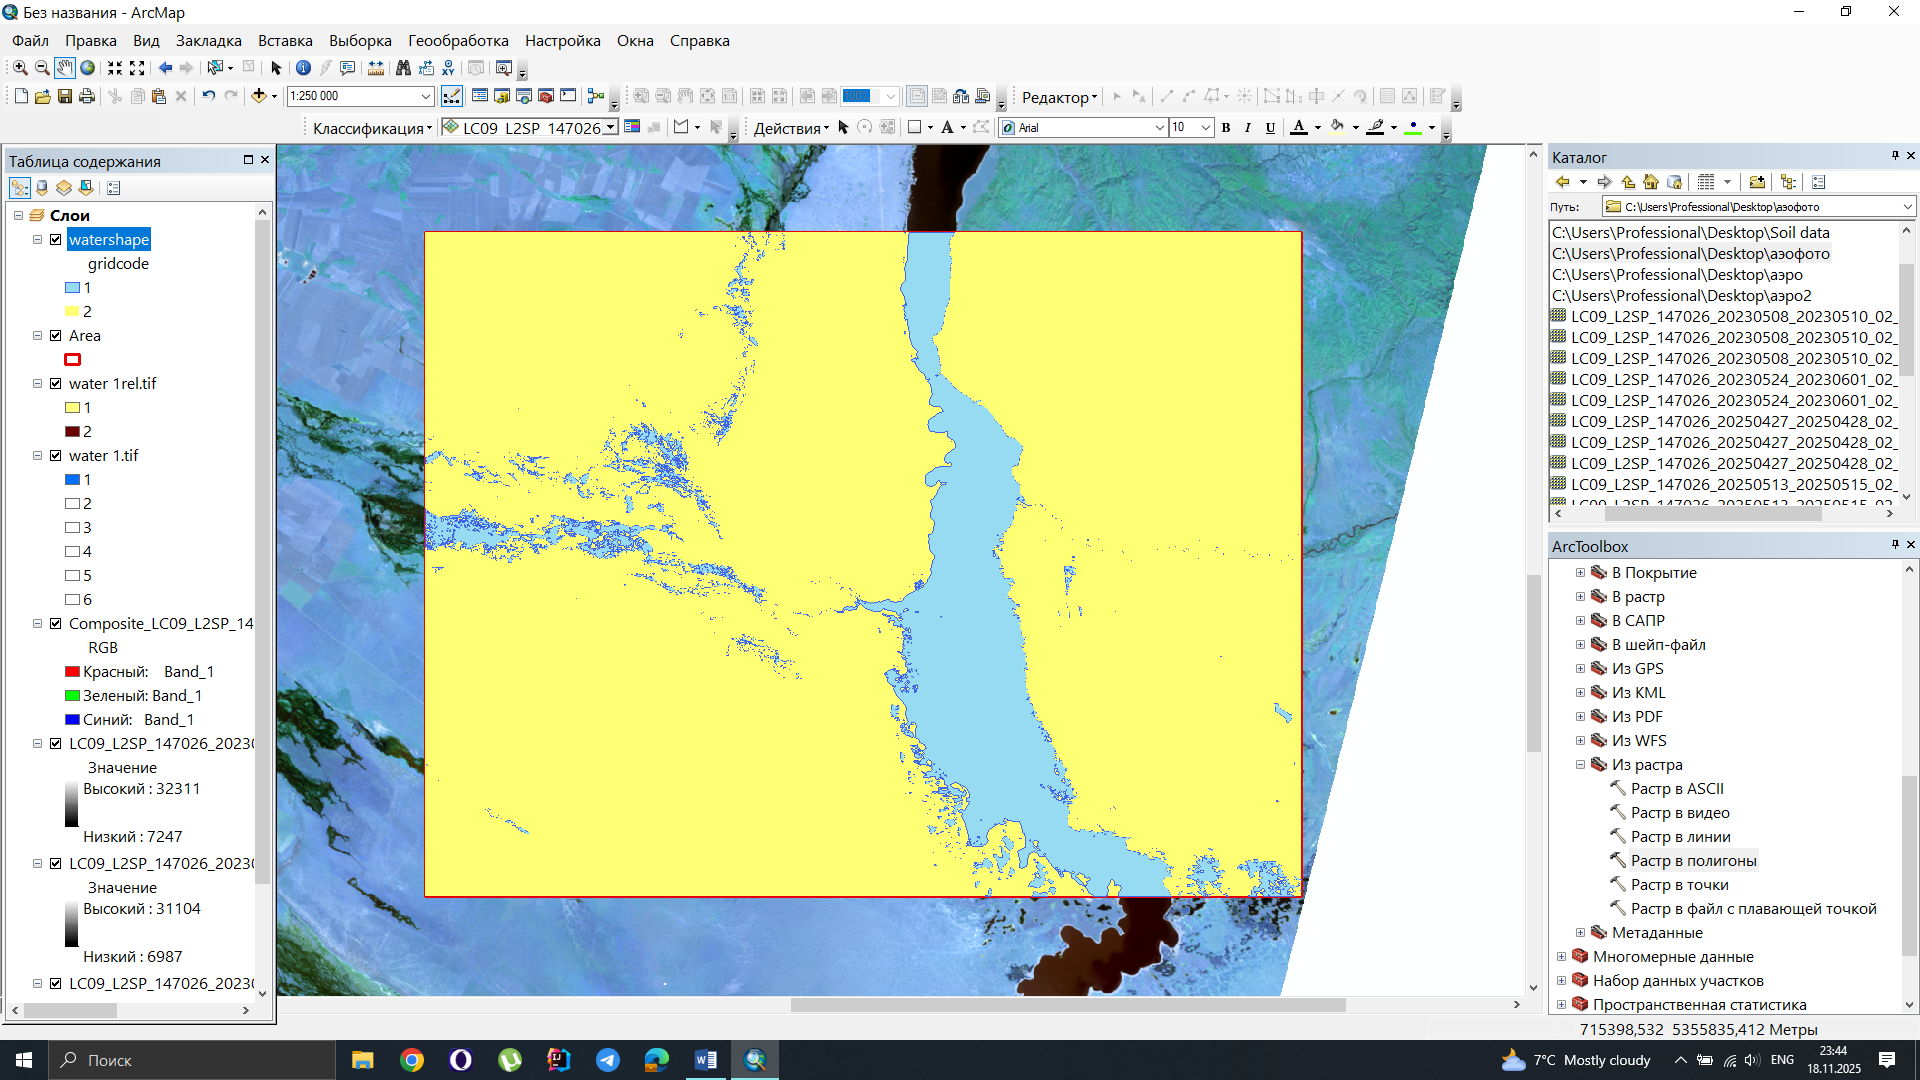 Без названия - ArcMap
Файл Правка Вид Закладка Вставка Выборка Геообработка Настройка Окна Справка
1:250 000
100%
Редактор
Классификация
LC09_L2SP_147026
Действия
Arial
10
B I U A
Таблица содержания
Слои
watershape
gridcode
1
2
Area
water 1rel.tif
1
2
water 1.tif
1
2
3
4
5
6
Composite_LC09_L2SP_14
RGB
Красный: Band_1
Зеленый: Band_1
Синий: Band_1
LC09_L2SP_147026_2023
Значение
Высокий : 32311
Низкий : 7247
LC09_L2SP_147026_2023
Значение
Высокий : 31104
Низкий : 6987
LC09_L2SP_147026_2023
Каталог
Путь: C:\Users\Professional\Desktop\аэофото
C:\Users\Professional\Desktop\Soil data
C:\Users\Professional\Desktop\аэофото
C:\Users\Professional\Desktop\аэро
C:\Users\Professional\Desktop\аэро2
LC09_L2SP_147026_20230508_20230510_02_
LC09_L2SP_147026_20230508_20230510_02_
LC09_L2SP_147026_20230508_20230510_02_
LC09_L2SP_147026_20230524_20230601_02_
LC09_L2SP_147026_20230524_20230601_02_
LC09_L2SP_147026_20250427_20250428_02_
LC09_L2SP_147026_20250427_20250428_02_
LC09_L2SP_147026_20250427_20250428_02_
LC09_L2SP_147026_20250513_20250515_02_
LC09_L2SP_147026_20250513_20250515_02_
ArcToolbox
В Покрытие
В растр
В САПР
В шейп-файл
Из GPS
Из KML
Из PDF
Из WFS
Из растра
Растр в ASCII
Растр в видео
Растр в линии
Растр в полигоны
Растр в точки
Растр в файл с плавающей точкой
Метаданные
Многомерные данные
Набор данных участков
Пространственная статистика
715398,532 5355835,412 Метры
Поиск
7°C Mostly cloudy
ENG
23:44
18.11.2025